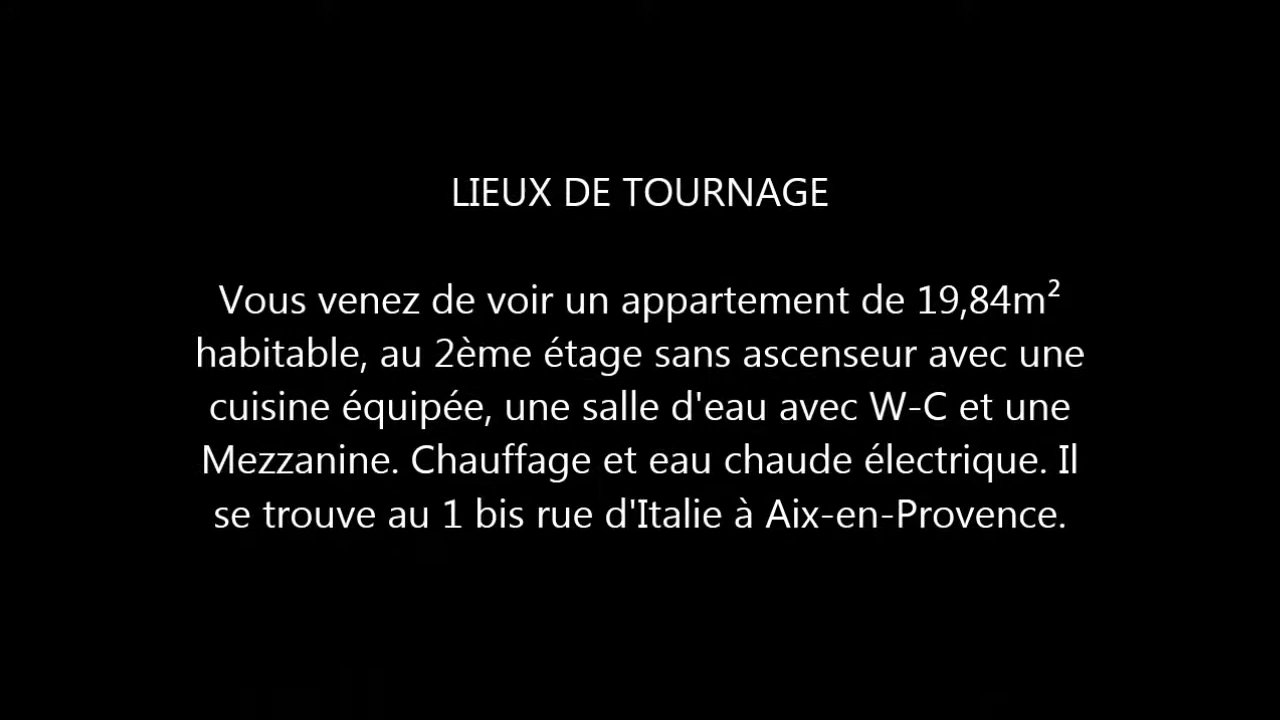 LIEUX DE TOURNAGE
Vous venez de voir un appartement de 19,84m²
habitable, au 2ème étage sans ascenseur avec une
cuisine équipée, une salle d'eau avec W-C et une
Mezzanine. Chauffage et eau chaude électrique. Il
se trouve au 1 bis rue d'Italie à Aix-en-Provence.